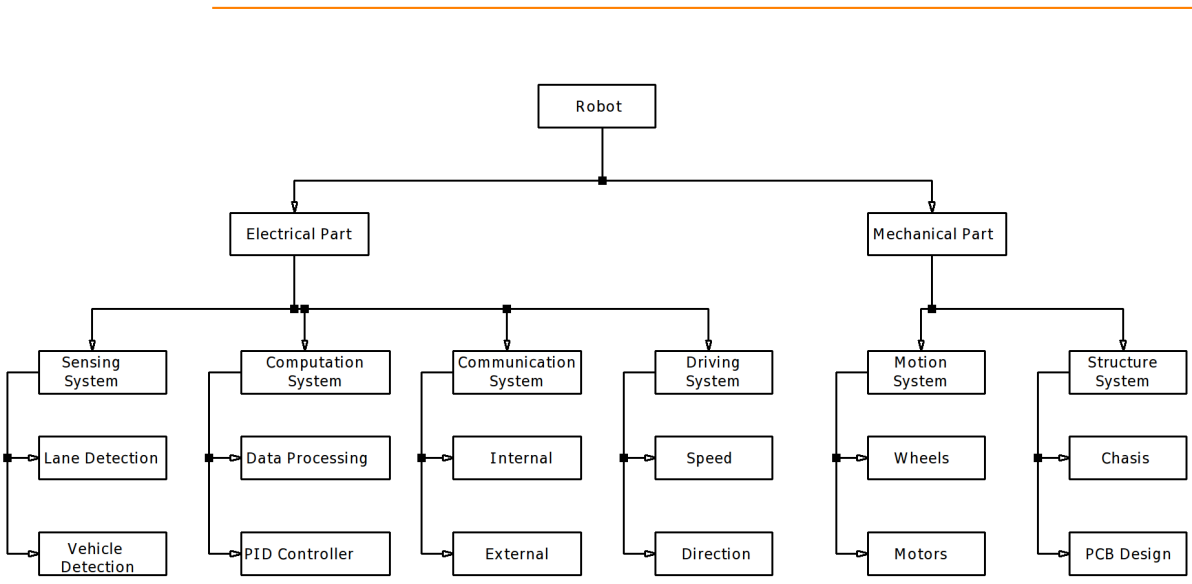 Robot
Electrical Part
Mechanical Part
Sensing
System
Computation
System
Communication
System
Driving
System
Motion
System
Structure
System
Lane Detection
Data Processing
Internal
Speed
Wheels
Chasis
Vehicle
Detection
PID Controller
External
Direction
Motors
PCB Design